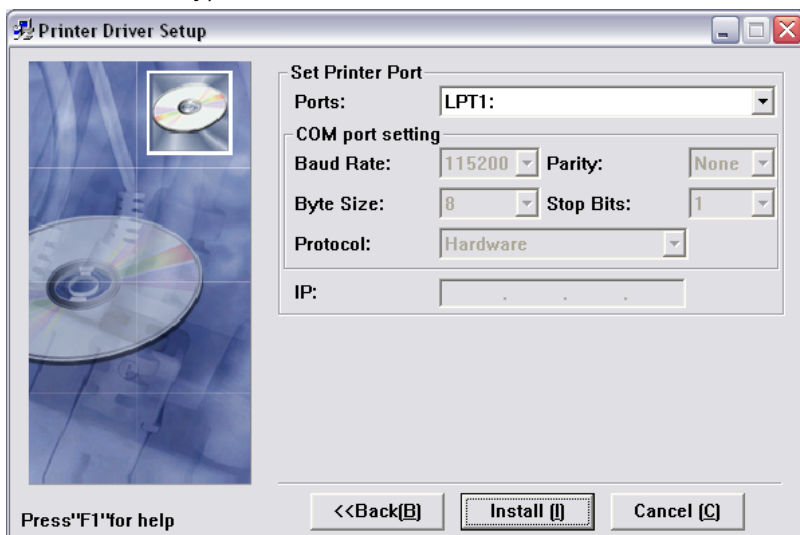 Printer Driver Setup
Set Printer Port
Ports: LPT1:
COM port setting
Baud Rate: 115200 Parity: None
Byte Size: 8 Stop Bits: 1
Protocol: Hardware
IP: . . .
<<Back(B) Install (I) Cancel (C)
Press"F1"for help